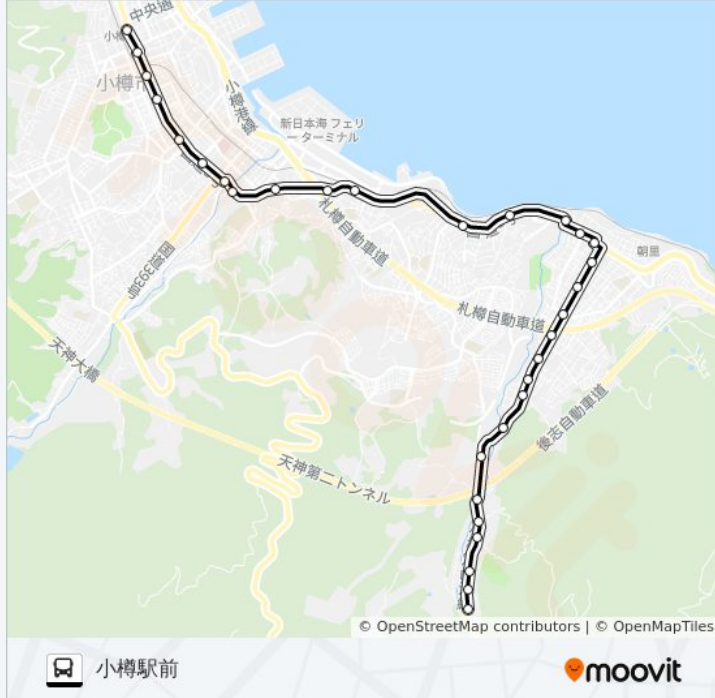 中央通
小樽
小樽市
小樽港線
新日本海 フェリ
ー ターミナル
札樽自動車道
国道393号
朝里
札樽自動車道
天神大橋
後志自動車道
天神第二トンネル
© OpenStreetMap contributors | © OpenMapTiles
小樽駅前
moovit